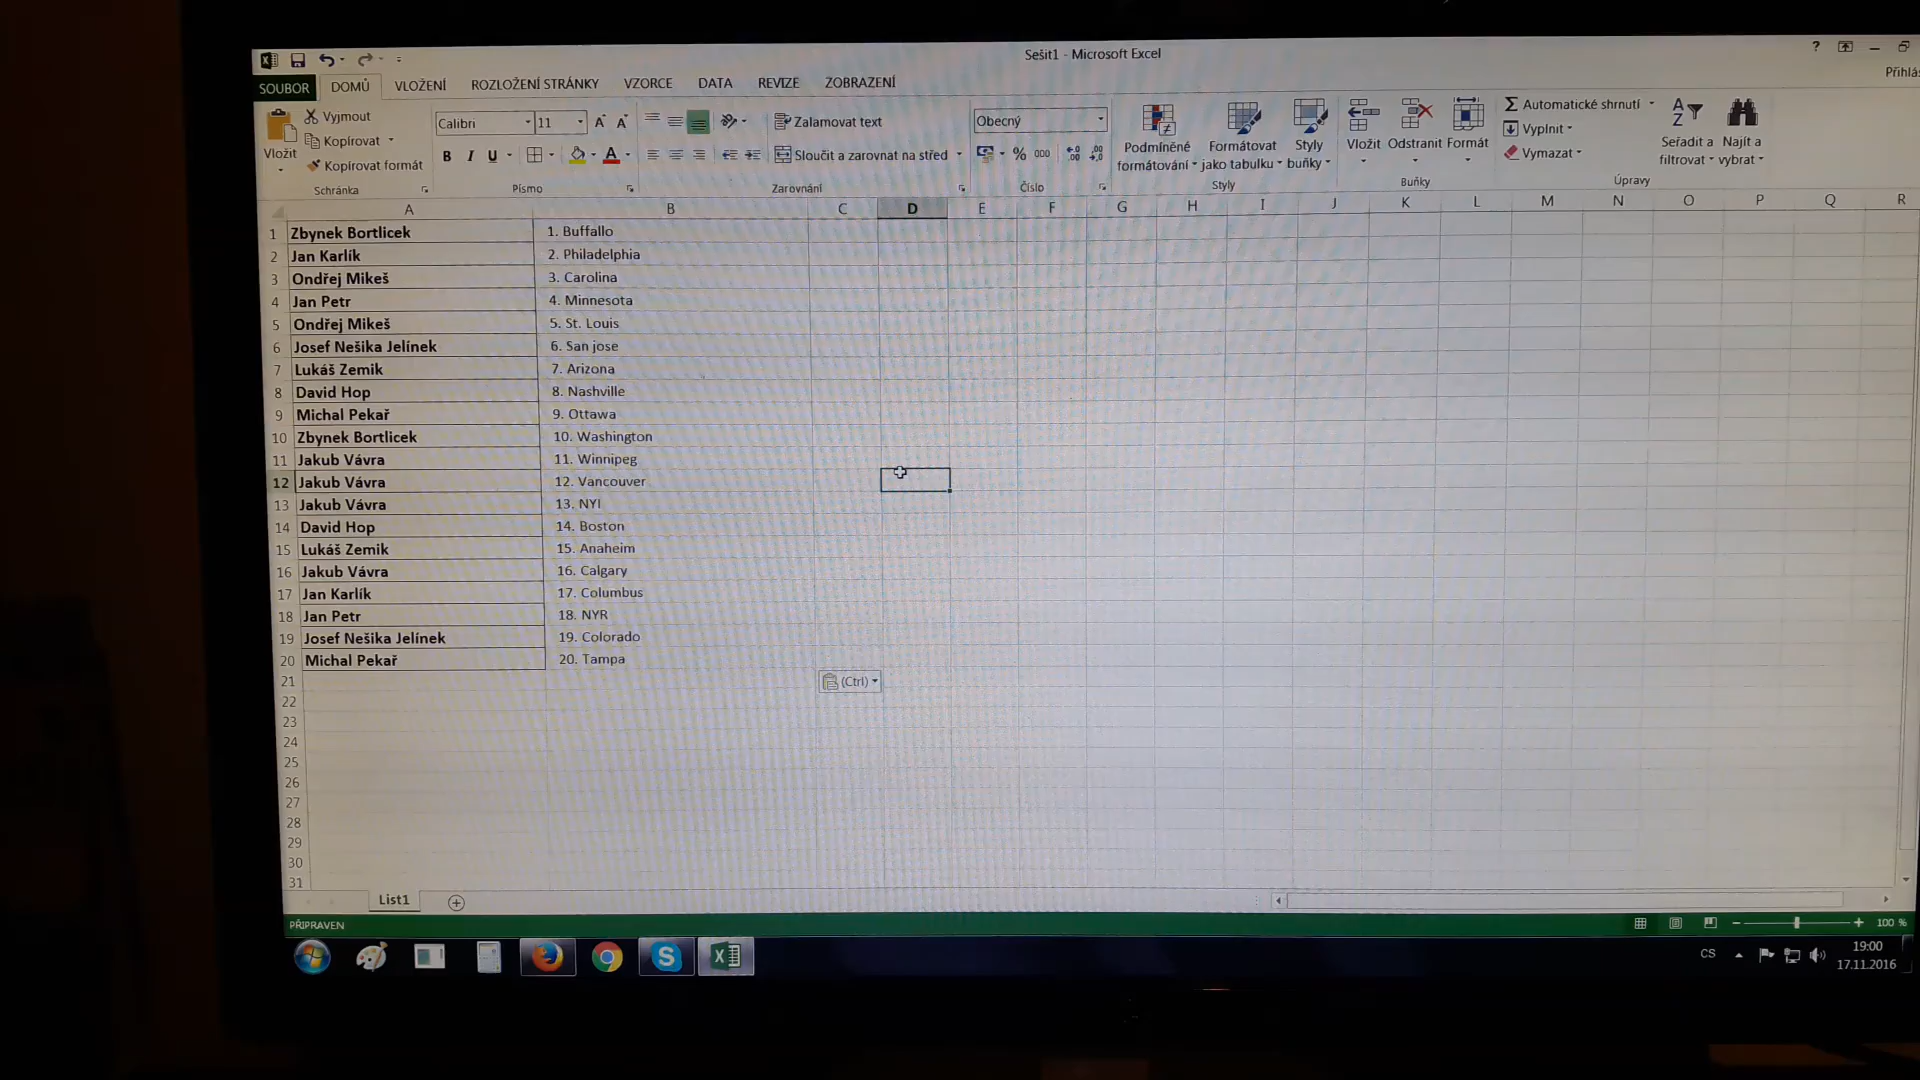 Sešit1 - Microsoft Excel
?
SOUBOR DOMŮ VLOŽENÍ ROZLOŽENÍ STRÁNKY VZORCE DATA REVIZE ZOBRAZENÍ
Vložit
Vyjmout
Kopírovat
Kopírovat formát
Schránka
Calibri 11
B I U
Písmo
Zalamovat text
Sloučit a zarovnat na střed
Zarovnání
Obecný
% 000
Číslo
Podmíněné formátování
Formátovat jako tabulku
Styly buňky
Styly
Vložit Odstranit Formát
Buňky
Automatické shrnutí
Vyplnit
Vymazat
Seřadit a filtrovat
Najít a vybrat
Úpravy
A B C D E F G H I J K L M N O P Q R
1 Zbynek Bortlicek 1. Buffallo
2 Jan Karlík 2. Philadelphia
3 Ondřej Mikeš 3. Carolina
4 Jan Petr 4. Minnesota
5 Ondřej Mikeš 5. St. Louis
6 Josef Nešika Jelínek 6. San jose
7 Lukáš Zemik 7. Arizona
8 David Hop 8. Nashville
9 Michal Pekař 9. Ottawa
10 Zbynek Bortlicek 10. Washington
11 Jakub Vávra 11. Winnipeg
12 Jakub Vávra 12. Vancouver
13 Jakub Vávra 13. NYI
14 David Hop 14. Boston
15 Lukáš Zemik 15. Anaheim
16 Jakub Vávra 16. Calgary
17 Jan Karlík 17. Columbus
18 Jan Petr 18. NYR
19 Josef Nešika Jelínek 19. Colorado
20 Michal Pekař 20. Tampa
21 (Ctrl)
22
23
24
25
26
27
28
29
30
31
List1
PŘIPRAVEN 100 %
CS 19:00
17.11.2016